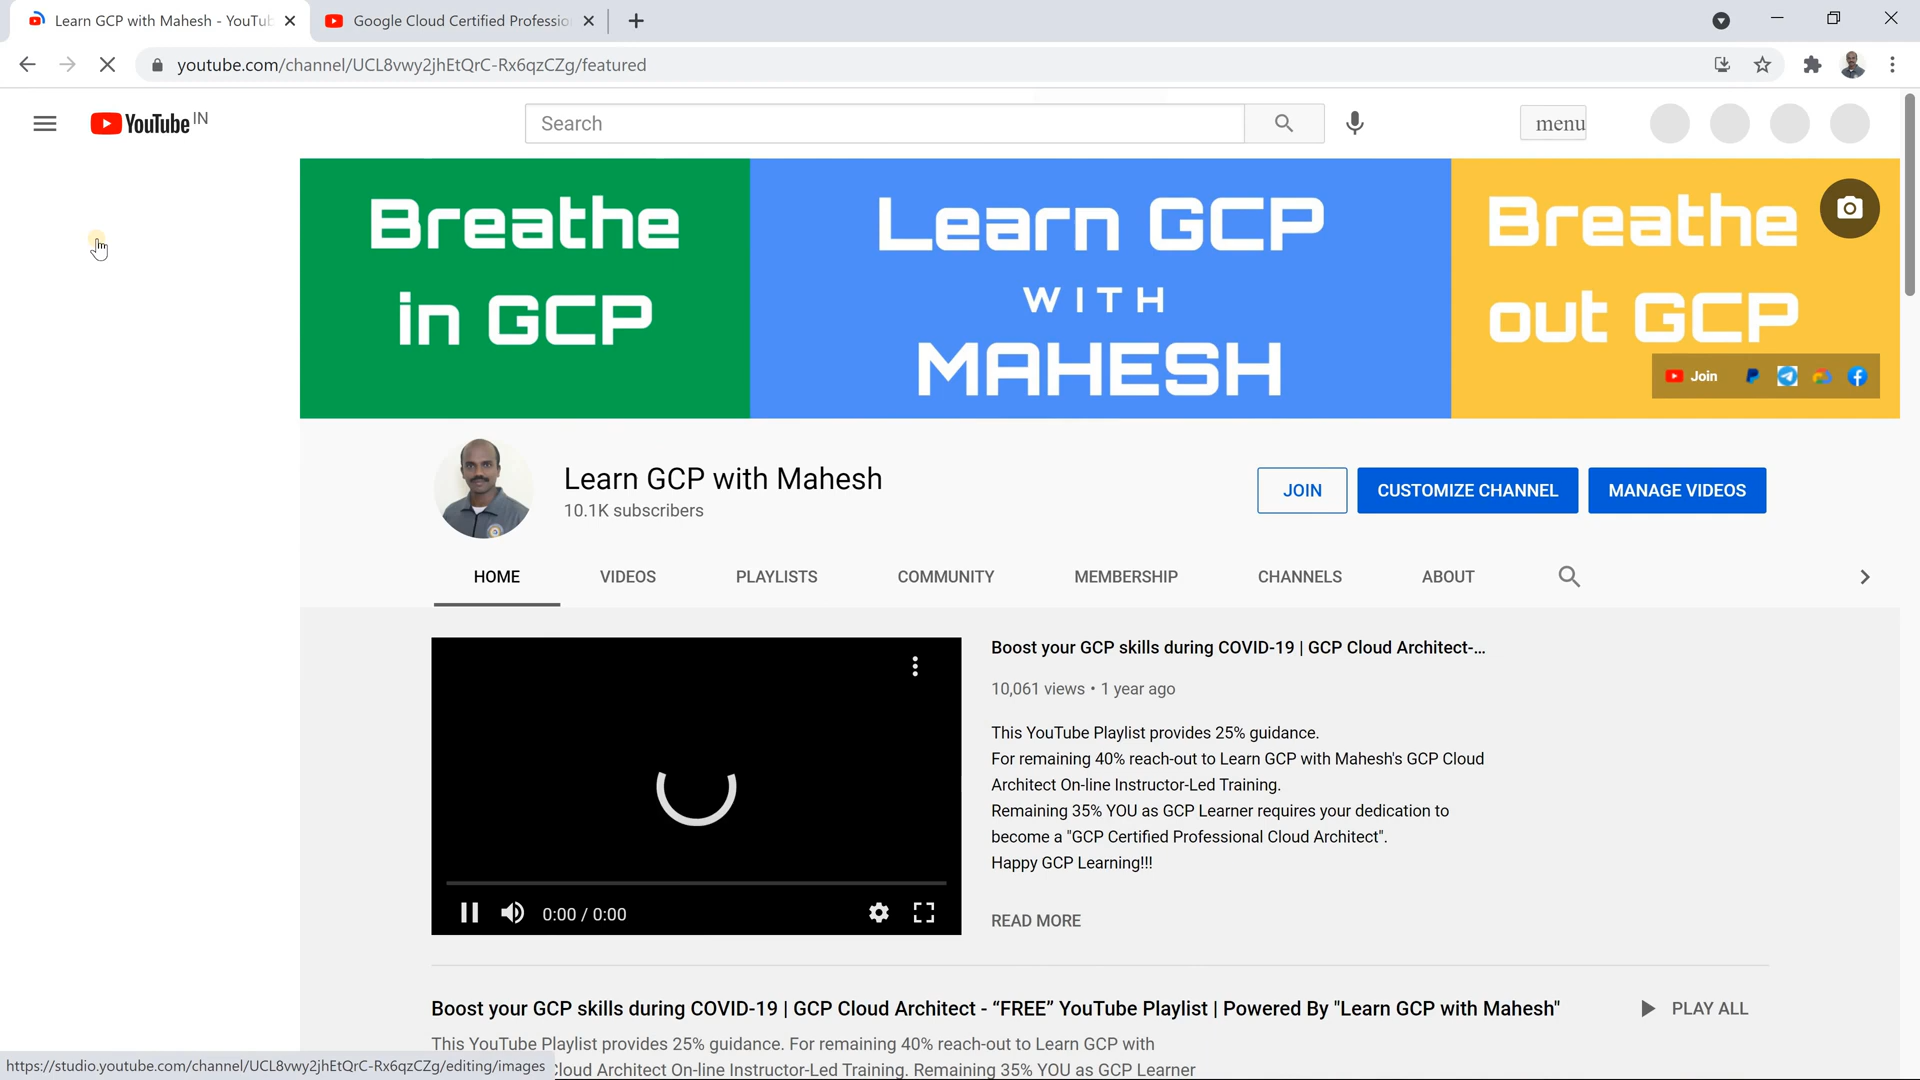 Learn GCP with Mahesh - YouTub
Google Cloud Certified Professio
youtube.com/channel/UCL8vwy2jhEtQrC-Rx6qzCZg/featured
YouTube IN
Search
menu
Breathe
in GCP
Learn GCP
WITH
MAHESH
Breathe
out GCP
Join
Learn GCP with Mahesh
10.1K subscribers
JOIN
CUSTOMIZE CHANNEL
MANAGE VIDEOS
HOME
VIDEOS
PLAYLISTS
COMMUNITY
MEMBERSHIP
CHANNELS
ABOUT
0:00 / 0:00
Boost your GCP skills during COVID-19 | GCP Cloud Architect-...
10,061 views • 1 year ago
This YouTube Playlist provides 25% guidance.
For remaining 40% reach-out to Learn GCP with Mahesh's GCP Cloud
Architect On-line Instructor-Led Training.
Remaining 35% YOU as GCP Learner requires your dedication to
become a "GCP Certified Professional Cloud Architect".
Happy GCP Learning!!!
READ MORE
Boost your GCP skills during COVID-19 | GCP Cloud Architect - “FREE” YouTube Playlist | Powered By "Learn GCP with Mahesh"
PLAY ALL
This YouTube Playlist provides 25% guidance. For remaining 40% reach-out to Learn GCP with
Cloud Architect On-line Instructor-Led Training. Remaining 35% YOU as GCP Learner
https://studio.youtube.com/channel/UCL8vwy2jhEtQrC-Rx6qzCZg/editing/images